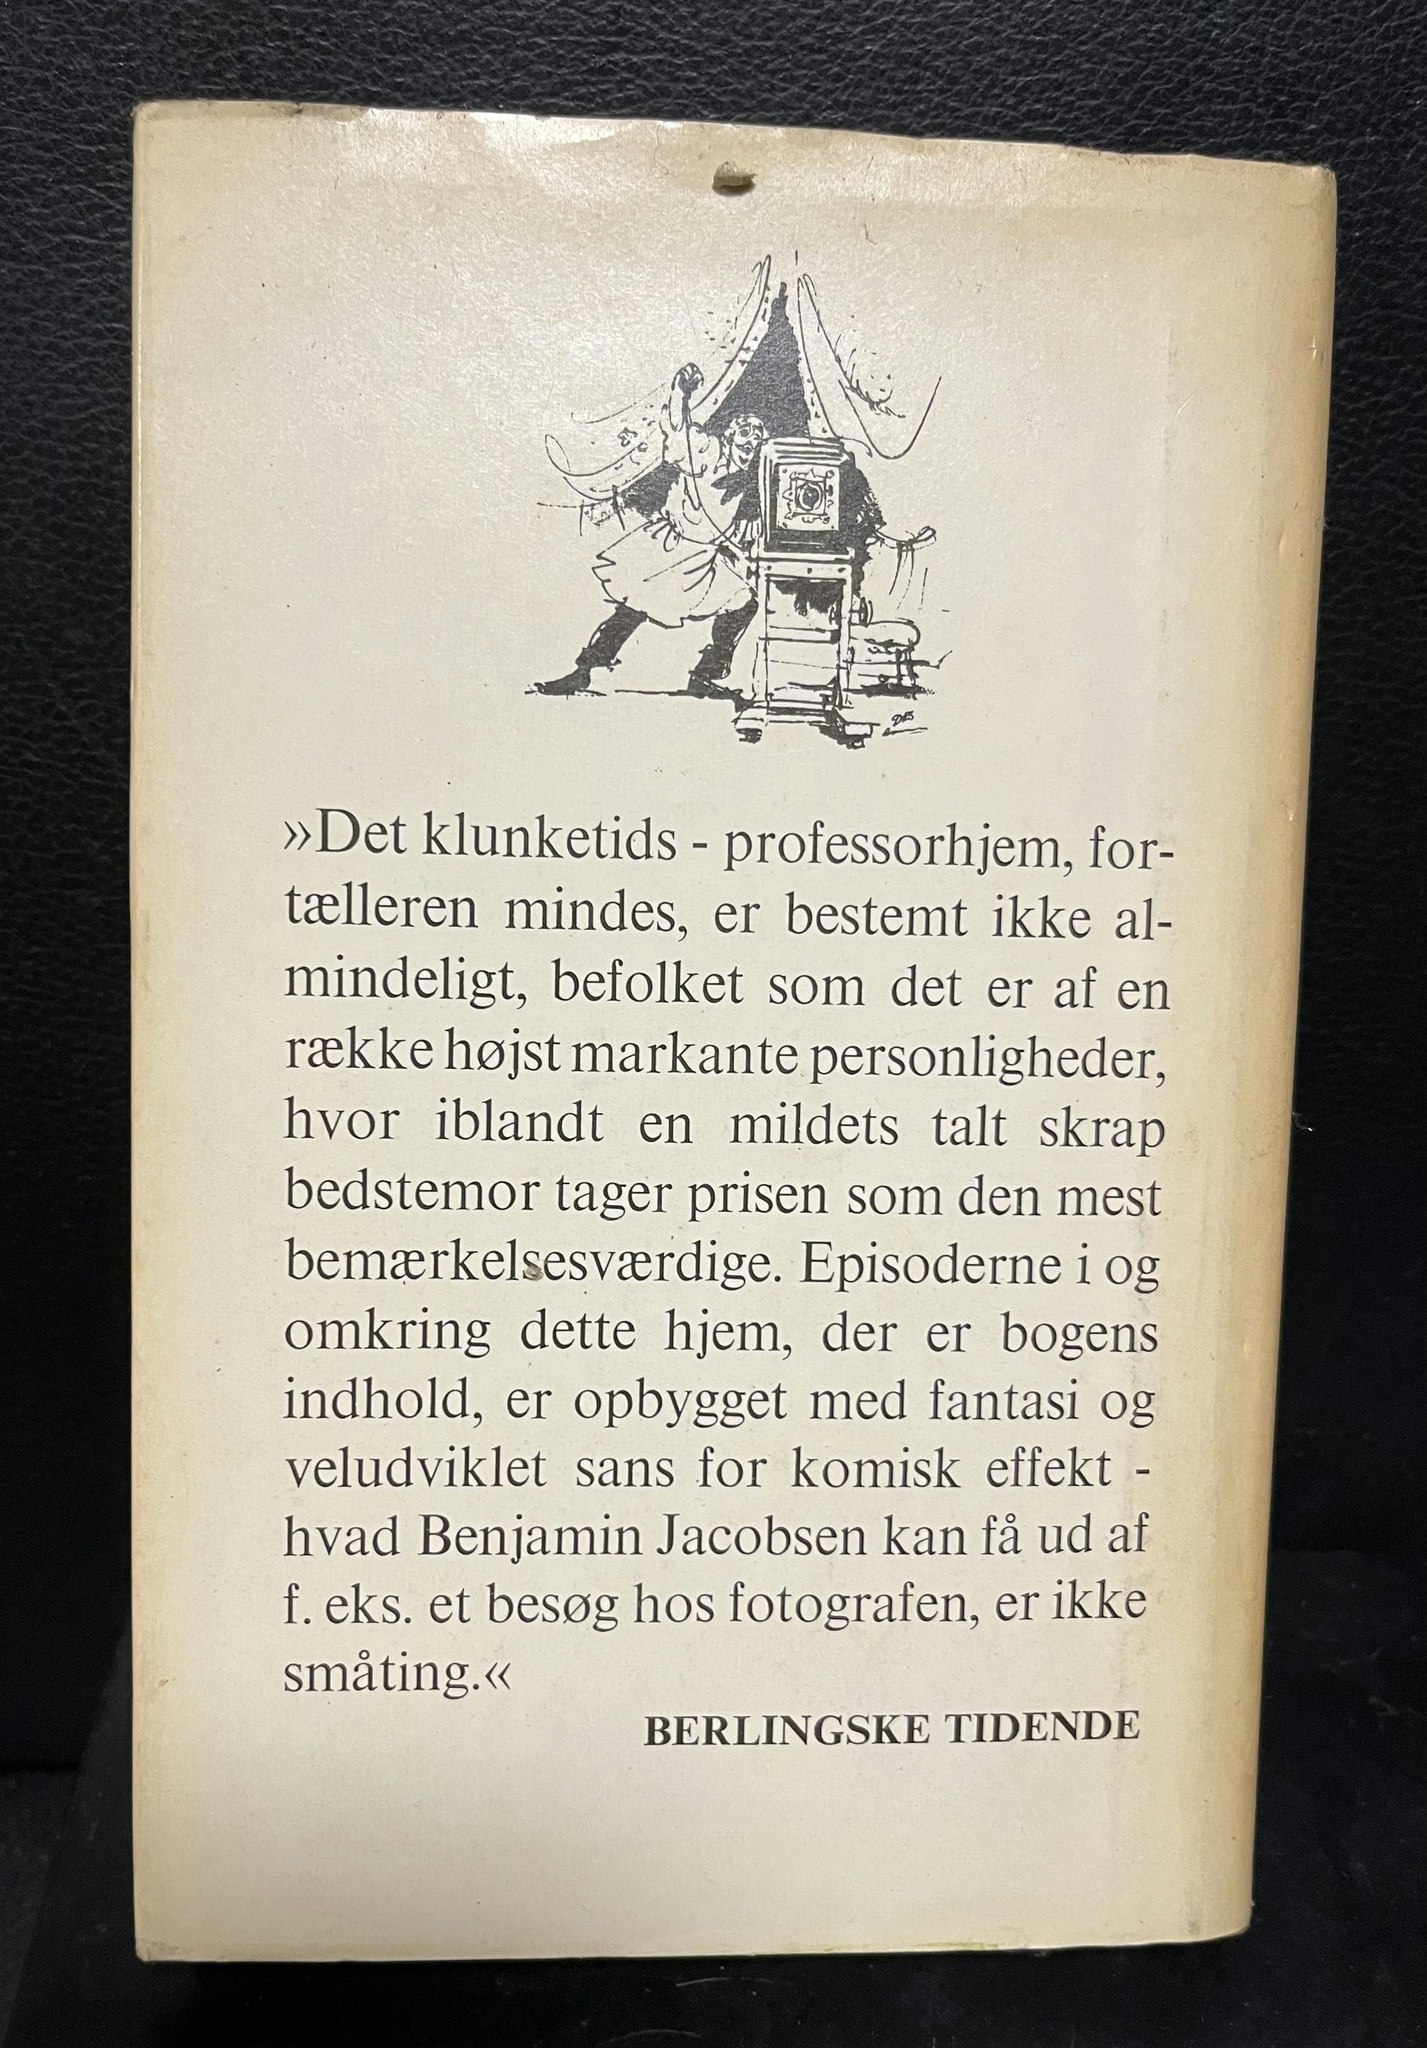 DES
»Det klunketids - professorhjem, for-
tælleren mindes, er bestemt ikke al-
mindeligt, befolket som det er af en
række højst markante personligheder,
hvor iblandt en mildets talt skrap
bedstemor tager prisen som den mest
bemærkelsesværdige. Episoderne i og
omkring dette hjem, der er bogens
indhold, er opbygget med fantasi og
veludviklet sans for komisk effekt -
hvad Benjamin Jacobsen kan få ud af
f. eks. et besøg hos fotografen, er ikke
småting.«
BERLINGSKE TIDENDE